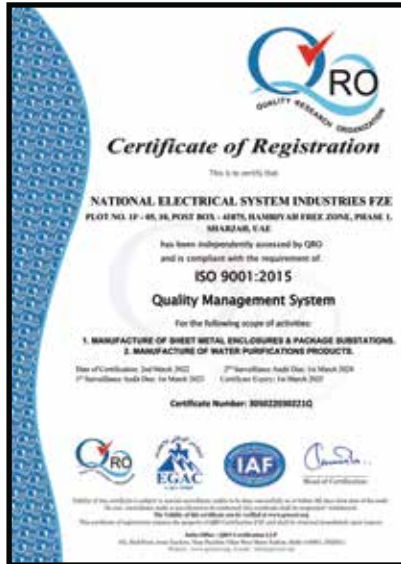 QRO
QUALITY RESEARCH ORGANIZATION
Certificate of Registration
This is to certify that
NATIONAL ELECTRICAL SYSTEM INDUSTRIES FZE
PLOT NO. 1F - 05, 10, POST BOX - 41875, HAMRIYAH FREE ZONE, PHASE 1.
SHARJAH, UAE
has been independently assessed by QRO
and is compliant with the requirement of:
ISO 9001:2015
Quality Management System
For the following scope of activities:
1. MANUFACTURE OF SHEET METAL ENCLOSURES & PACKAGE SUBSTATIONS.
2. MANUFACTURE OF WATER PURIFICATIONS PRODUCTS.
Date of Certification: 2nd March 2022
2nd Surveillance Audit Due: 1st March 2024
1st Surveillance Audit Due: 1st March 2023
Certificate Expiry: 1st March 2025
Certificate Number: 305022030221Q
QRO
EGAC
IAF
Head of Certification